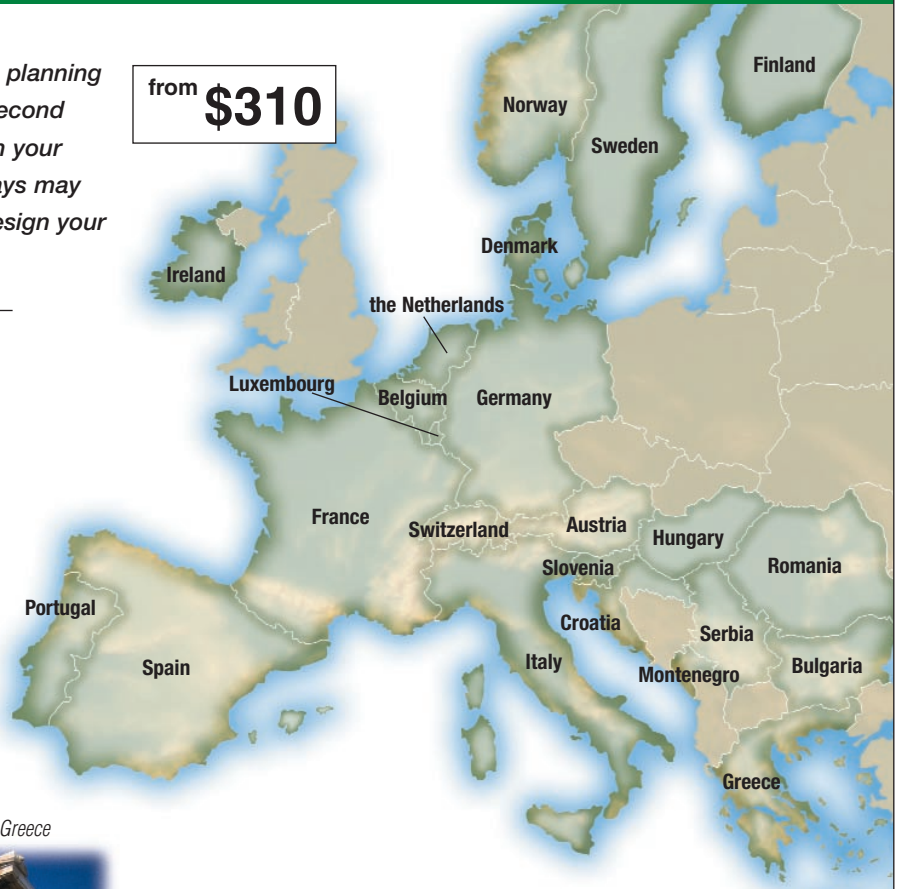 planning
econd
your
may
esign your
from $310
Finland
Norway
Sweden
Denmark
Ireland
the Netherlands
Luxembourg
Belgium
Germany
France
Switzerland
Austria
Hungary
Slovenia
Romania
Portugal
Croatia
Serbia
Spain
Italy
Montenegro
Bulgaria
Greece
Greece